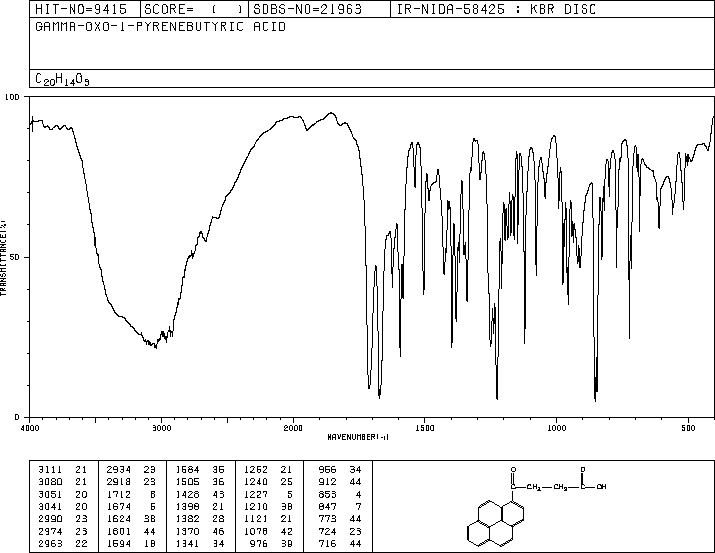 HIT-NO=9415 SCORE= ( ) SDBS-NO=21963 IR-NIDA-58425 : KBR DISC
GAMMA-OXO-1-PYRENEBUTYRIC ACID
C20H14O3
100
50
0
TRANSMITTANCE(%)
4000 3000 2000 1500 1000 500
WAVENUMBER(-1)
3111 21 2934 29 1584 36 1262 21 956 34
3080 21 2918 23 1505 36 1240 25 912 44
3051 20 1712 8 1428 43 1227 5 853 4
3041 20 1674 6 1398 21 1210 38 847 7
2990 23 1624 38 1382 28 1121 21 773 44
2974 23 1601 44 1370 46 1078 42 724 23
2963 22 1594 18 1341 34 976 39 716 44
O O
C CH2 CH2 C OH